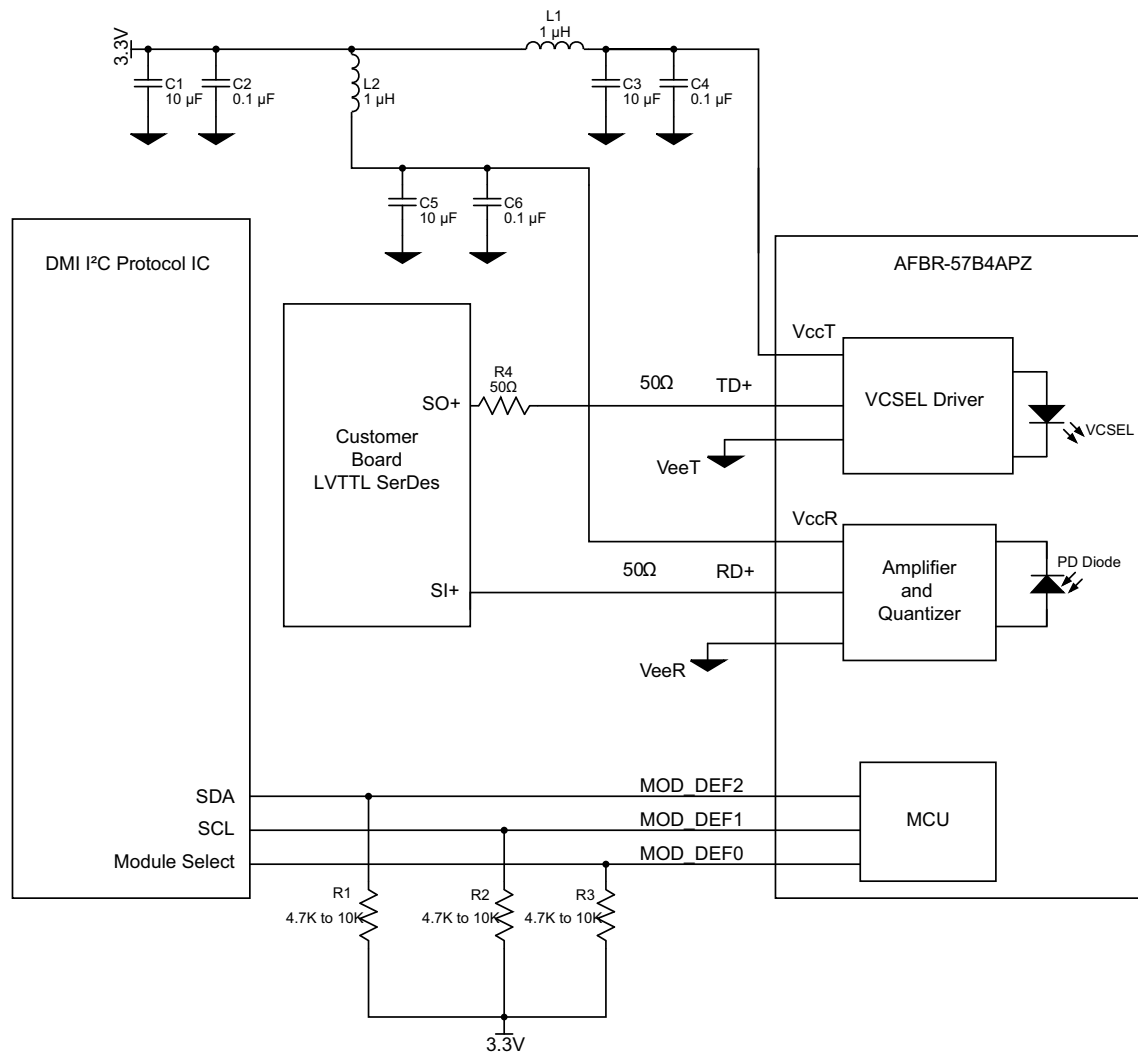 L1
1 µH
3.3V
C1
10 µF
C2
0.1 µF
L2
1 µH
C3
10 µF
C4
0.1 µF
C5
10 µF
C6
0.1 µF
DMI I²C Protocol IC
AFBR-57B4APZ
VccT
R4
50Ω
50Ω
TD+
SO+
VCSEL Driver
VCSEL
Customer
Board
LVTTL SerDes
VeeT
VccR
50Ω
RD+
SI+
Amplifier
and
Quantizer
PD Diode
VeeR
SDA
MOD_DEF2
SCL
MOD_DEF1
MCU
Module Select
MOD_DEF0
R1
4.7K to 10K
R2
4.7K to 10K
R3
4.7K to 10K
3.3V